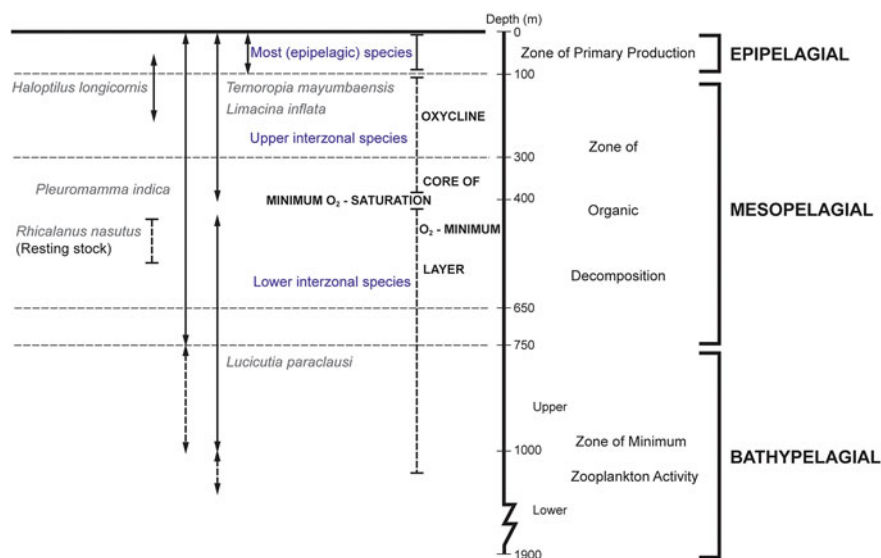 Depth (m)
0
Most (epipelagic) species
Zone of Primary Production
EPIPELAGIAL
100
Haloptilus longicornis
Temoropia mayumbaensis
Limacina inflata
OXYCLINE
Upper interzonal species
Zone of
300
Pleuromamma indica
CORE OF
MINIMUM O₂ - SATURATION
400
Organic
MESOPELAGIAL
Rhicalanus nasutus
(Resting stock)
O₂ - MINIMUM
Lower interzonal species
LAYER
Decomposition
650
750
Lucicutia paraclausi
Upper
Zone of Minimum
1000
BATHYPELAGIAL
Zooplankton Activity
Lower
1900